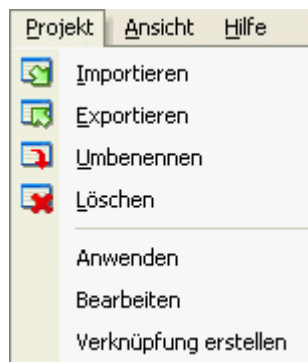 Projekt Ansicht Hilfe
Importieren
Exportieren
Umbenennen
Löschen
Anwenden
Bearbeiten
Verknüpfung erstellen